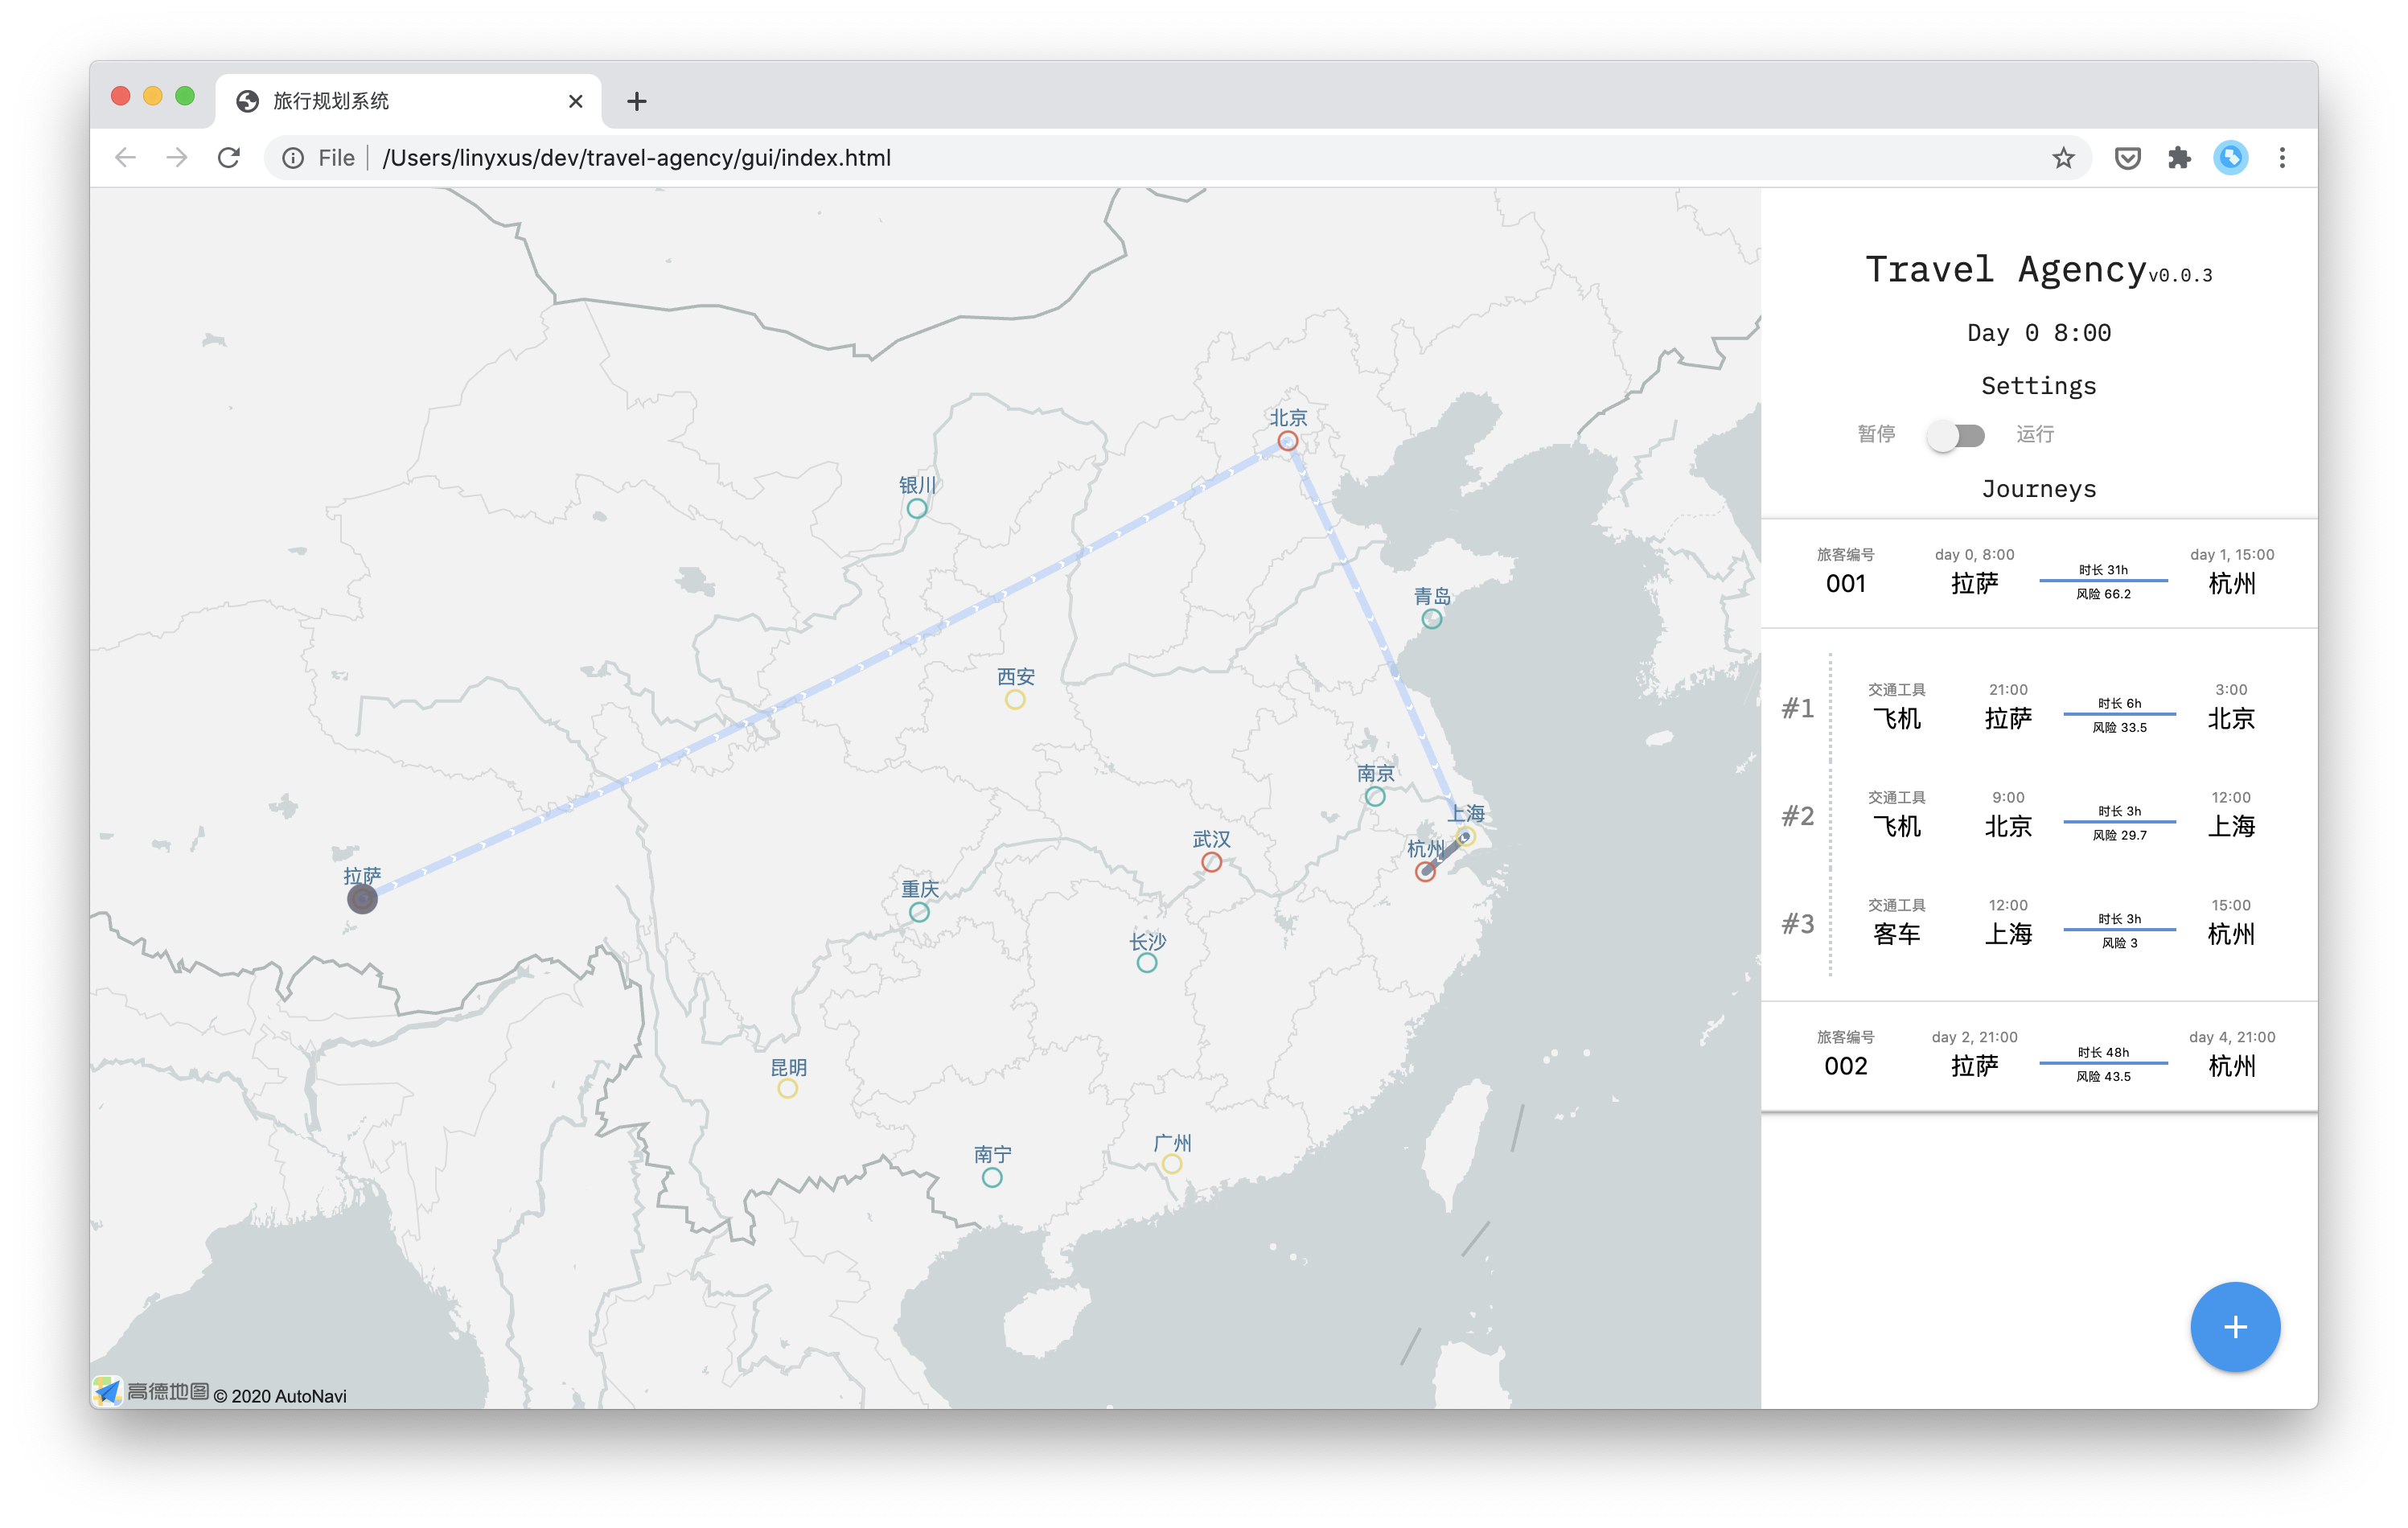 旅行规划系统
File
/Users/linyxus/dev/travel-agency/gui/index.html
北京
银川
青岛
西安
南京
上海
武汉
杭州
拉萨
重庆
长沙
昆明
广州
南宁
高德地图 © 2020 AutoNavi
Travel Agency v0.0.3
Day 0 8:00
Settings
暂停 运行
Journeys
旅客编号 day 0, 8:00 时长 31h day 1, 15:00
001 拉萨 风险 66.2 杭州
#1
交通工具 21:00 时长 6h 3:00
飞机 拉萨 风险 33.5 北京
#2
交通工具 9:00 时长 3h 12:00
飞机 北京 风险 29.7 上海
#3
交通工具 12:00 时长 3h 15:00
客车 上海 风险 3 杭州
旅客编号 day 2, 21:00 时长 48h day 4, 21:00
002 拉萨 风险 43.5 杭州